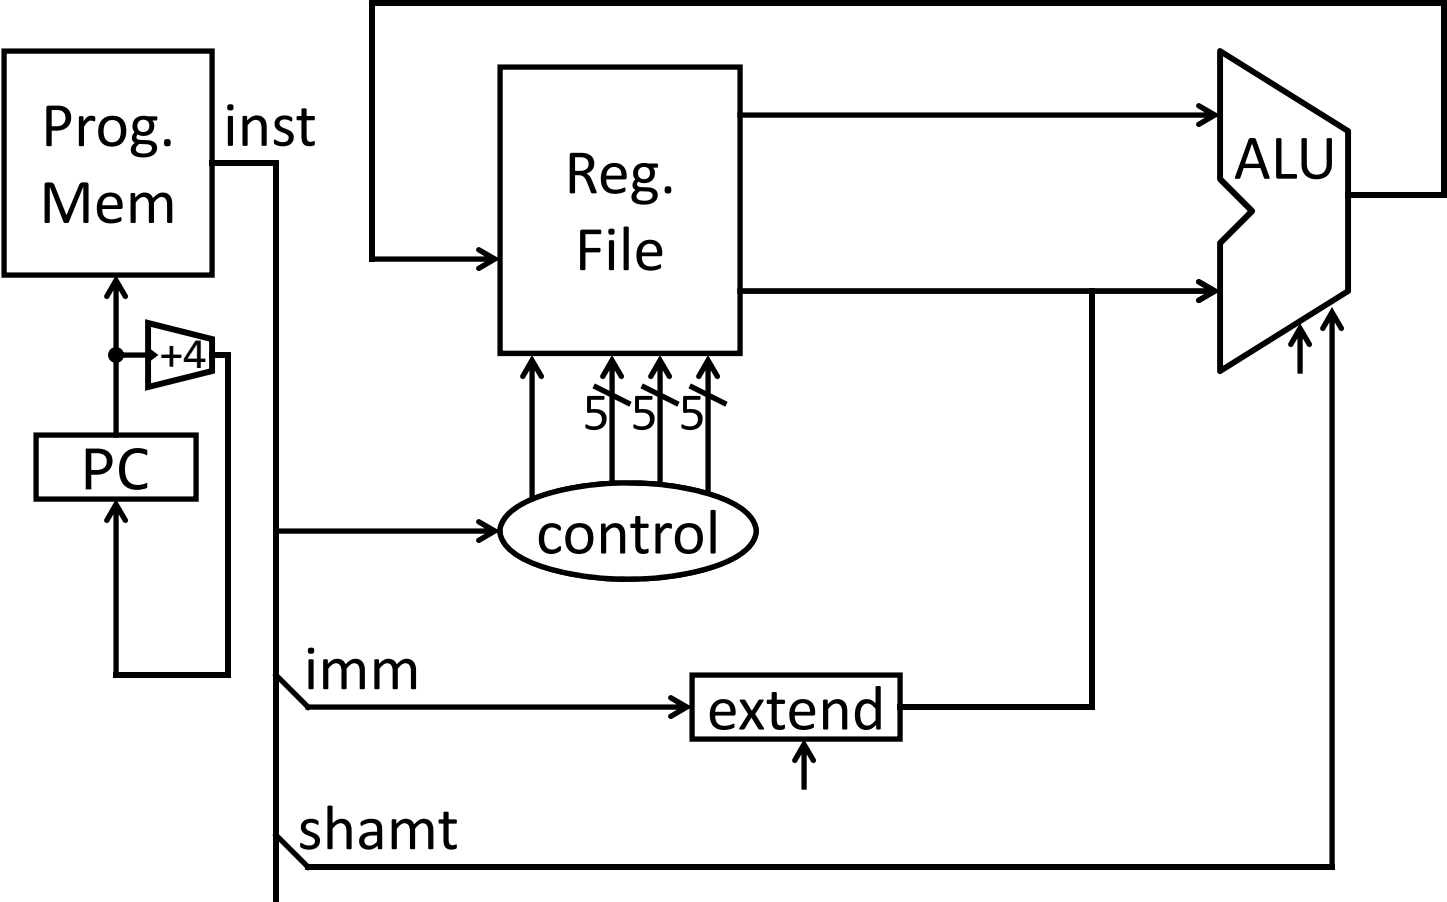 Prog.
Mem
inst
Reg.
File
ALU
+4
5 5 5
PC
control
imm
extend
shamt